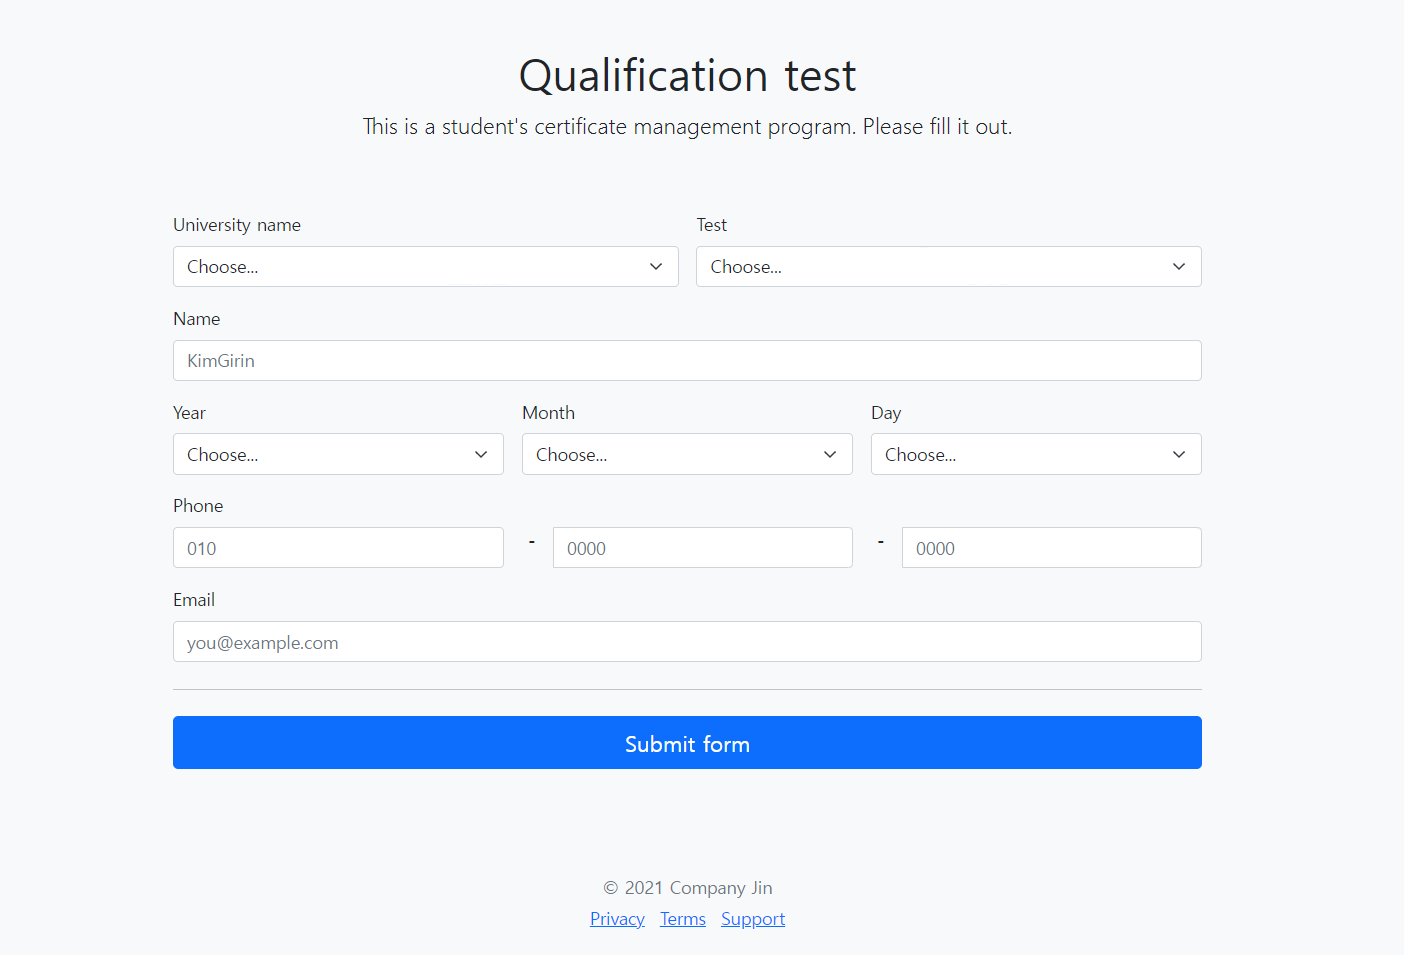 Qualification test
This is a student's certificate management program. Please fill it out.
University name Test
Choose... Choose...
Name
KimGirin
Year Month Day
Choose... Choose... Choose...
Phone
010 - 0000 - 0000
Email
you@example.com
Submit form
© 2021 Company Jin
Privacy Terms Support